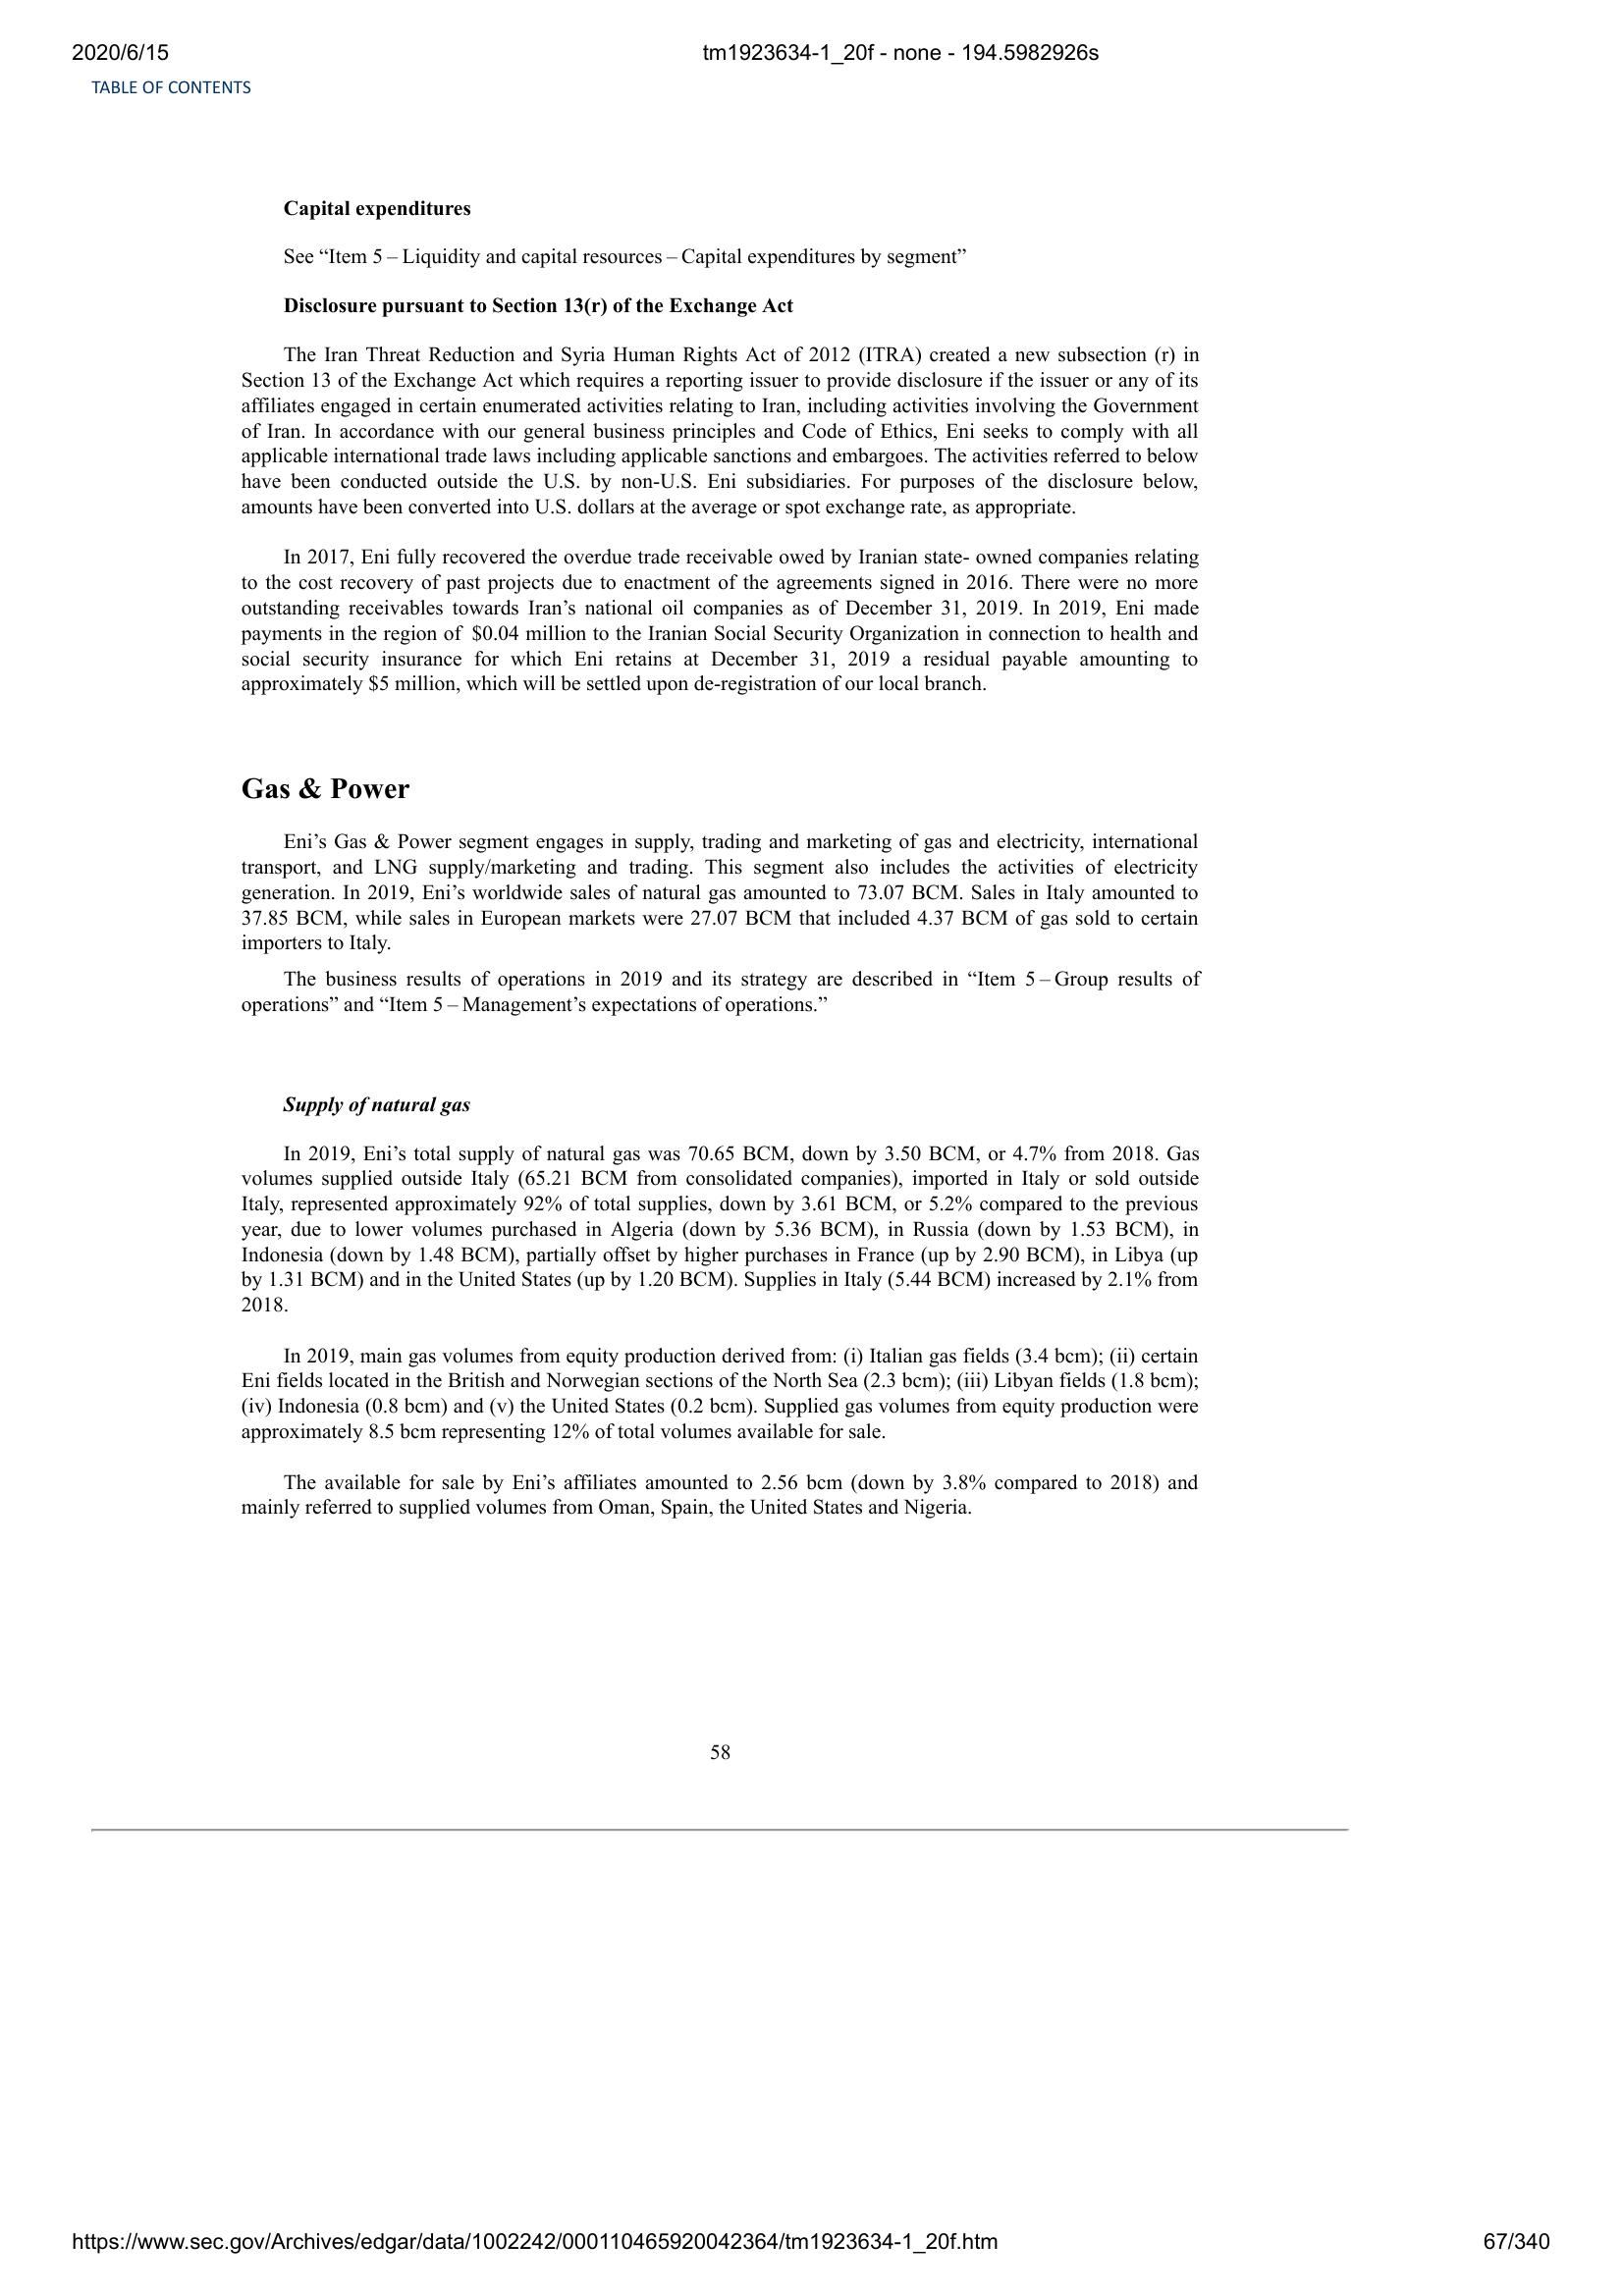 2020/6/15 tm1923634-1_20f - none - 194.5982926s
TABLE OF CONTENTS
Capital expenditures
See “Item 5 – Liquidity and capital resources – Capital expenditures by segment”
Disclosure pursuant to Section 13(r) of the Exchange Act
The Iran Threat Reduction and Syria Human Rights Act of 2012 (ITRA) created a new subsection (r) in
Section 13 of the Exchange Act which requires a reporting issuer to provide disclosure if the issuer or any of its
affiliates engaged in certain enumerated activities relating to Iran, including activities involving the Government
of Iran. In accordance with our general business principles and Code of Ethics, Eni seeks to comply with all
applicable international trade laws including applicable sanctions and embargoes. The activities referred to below
have been conducted outside the U.S. by non-U.S. Eni subsidiaries. For purposes of the disclosure below,
amounts have been converted into U.S. dollars at the average or spot exchange rate, as appropriate.
In 2017, Eni fully recovered the overdue trade receivable owed by Iranian state- owned companies relating
to the cost recovery of past projects due to enactment of the agreements signed in 2016. There were no more
outstanding receivables towards Iran’s national oil companies as of December 31, 2019. In 2019, Eni made
payments in the region of $0.04 million to the Iranian Social Security Organization in connection to health and
social security insurance for which Eni retains at December 31, 2019 a residual payable amounting to
approximately $5 million, which will be settled upon de-registration of our local branch.
Gas & Power
Eni’s Gas & Power segment engages in supply, trading and marketing of gas and electricity, international
transport, and LNG supply/marketing and trading. This segment also includes the activities of electricity
generation. In 2019, Eni’s worldwide sales of natural gas amounted to 73.07 BCM. Sales in Italy amounted to
37.85 BCM, while sales in European markets were 27.07 BCM that included 4.37 BCM of gas sold to certain
importers to Italy.
The business results of operations in 2019 and its strategy are described in “Item 5 – Group results of
operations” and “Item 5 – Management’s expectations of operations.”
Supply of natural gas
In 2019, Eni’s total supply of natural gas was 70.65 BCM, down by 3.50 BCM, or 4.7% from 2018. Gas
volumes supplied outside Italy (65.21 BCM from consolidated companies), imported in Italy or sold outside
Italy, represented approximately 92% of total supplies, down by 3.61 BCM, or 5.2% compared to the previous
year, due to lower volumes purchased in Algeria (down by 5.36 BCM), in Russia (down by 1.53 BCM), in
Indonesia (down by 1.48 BCM), partially offset by higher purchases in France (up by 2.90 BCM), in Libya (up
by 1.31 BCM) and in the United States (up by 1.20 BCM). Supplies in Italy (5.44 BCM) increased by 2.1% from
2018.
In 2019, main gas volumes from equity production derived from: (i) Italian gas fields (3.4 bcm); (ii) certain
Eni fields located in the British and Norwegian sections of the North Sea (2.3 bcm); (iii) Libyan fields (1.8 bcm);
(iv) Indonesia (0.8 bcm) and (v) the United States (0.2 bcm). Supplied gas volumes from equity production were
approximately 8.5 bcm representing 12% of total volumes available for sale.
The available for sale by Eni’s affiliates amounted to 2.56 bcm (down by 3.8% compared to 2018) and
mainly referred to supplied volumes from Oman, Spain, the United States and Nigeria.
58
https://www.sec.gov/Archives/edgar/data/1002242/000110465920042364/tm1923634-1_20f.htm 67/340